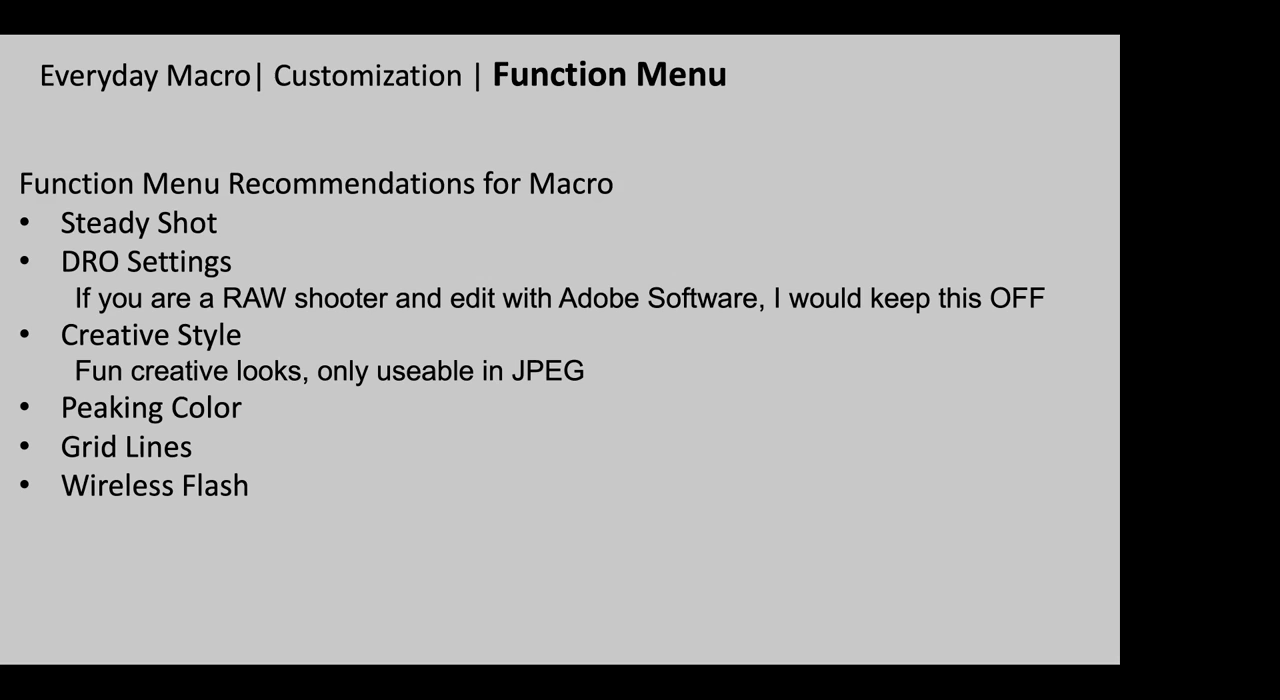 Everyday Macro| Customization | Function Menu
Function Menu Recommendations for Macro
• Steady Shot
• DRO Settings
If you are a RAW shooter and edit with Adobe Software, I would keep this OFF
• Creative Style
Fun creative looks, only useable in JPEG
• Peaking Color
• Grid Lines
• Wireless Flash